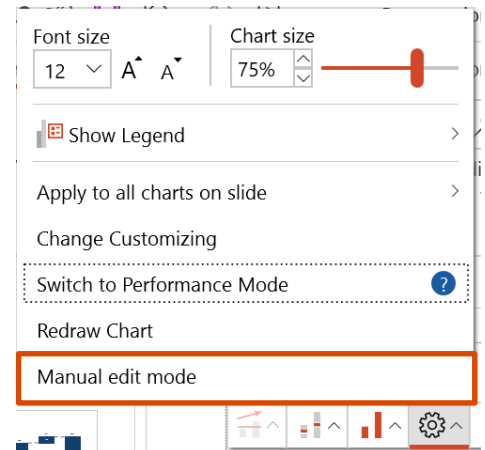 Font size
Chart size
12
A A
75%
Show Legend
Apply to all charts on slide
Change Customizing
Switch to Performance Mode ?
Redraw Chart
Manual edit mode